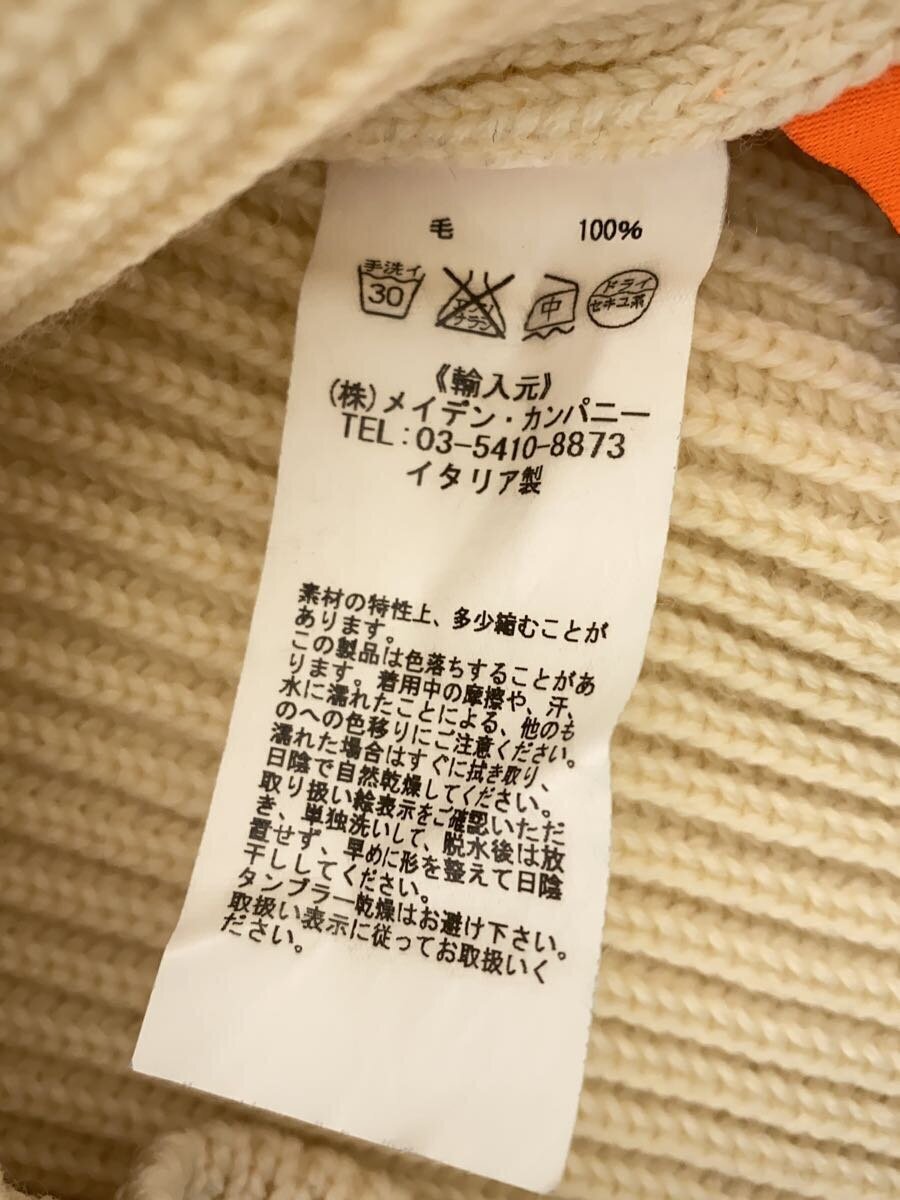 毛 100%
手洗イ 30 エンソサラシ 中 ドライ セキユ系
《輸入元》
(株)メイデン・カンパニー
TEL:03-5410-8873
イタリア製
素材の特性上、多少縮むことが
あります。
この製品は色落ちすることがあ
ります。着用中の摩擦や、汗、
水に濡れたことによる、他のも
のへの色移りにご注意ください。
濡れた場合はすぐに拭き取り、
日陰で自然乾燥してください。
取り扱い絵表示をご確認いただ
き、単独洗いして、脱水後は放
置せず、早めに形を整えて日陰
干ししてください。
タンブラー乾燥はお避け下さい。
取扱い表示に従ってお取扱いく
ださい。